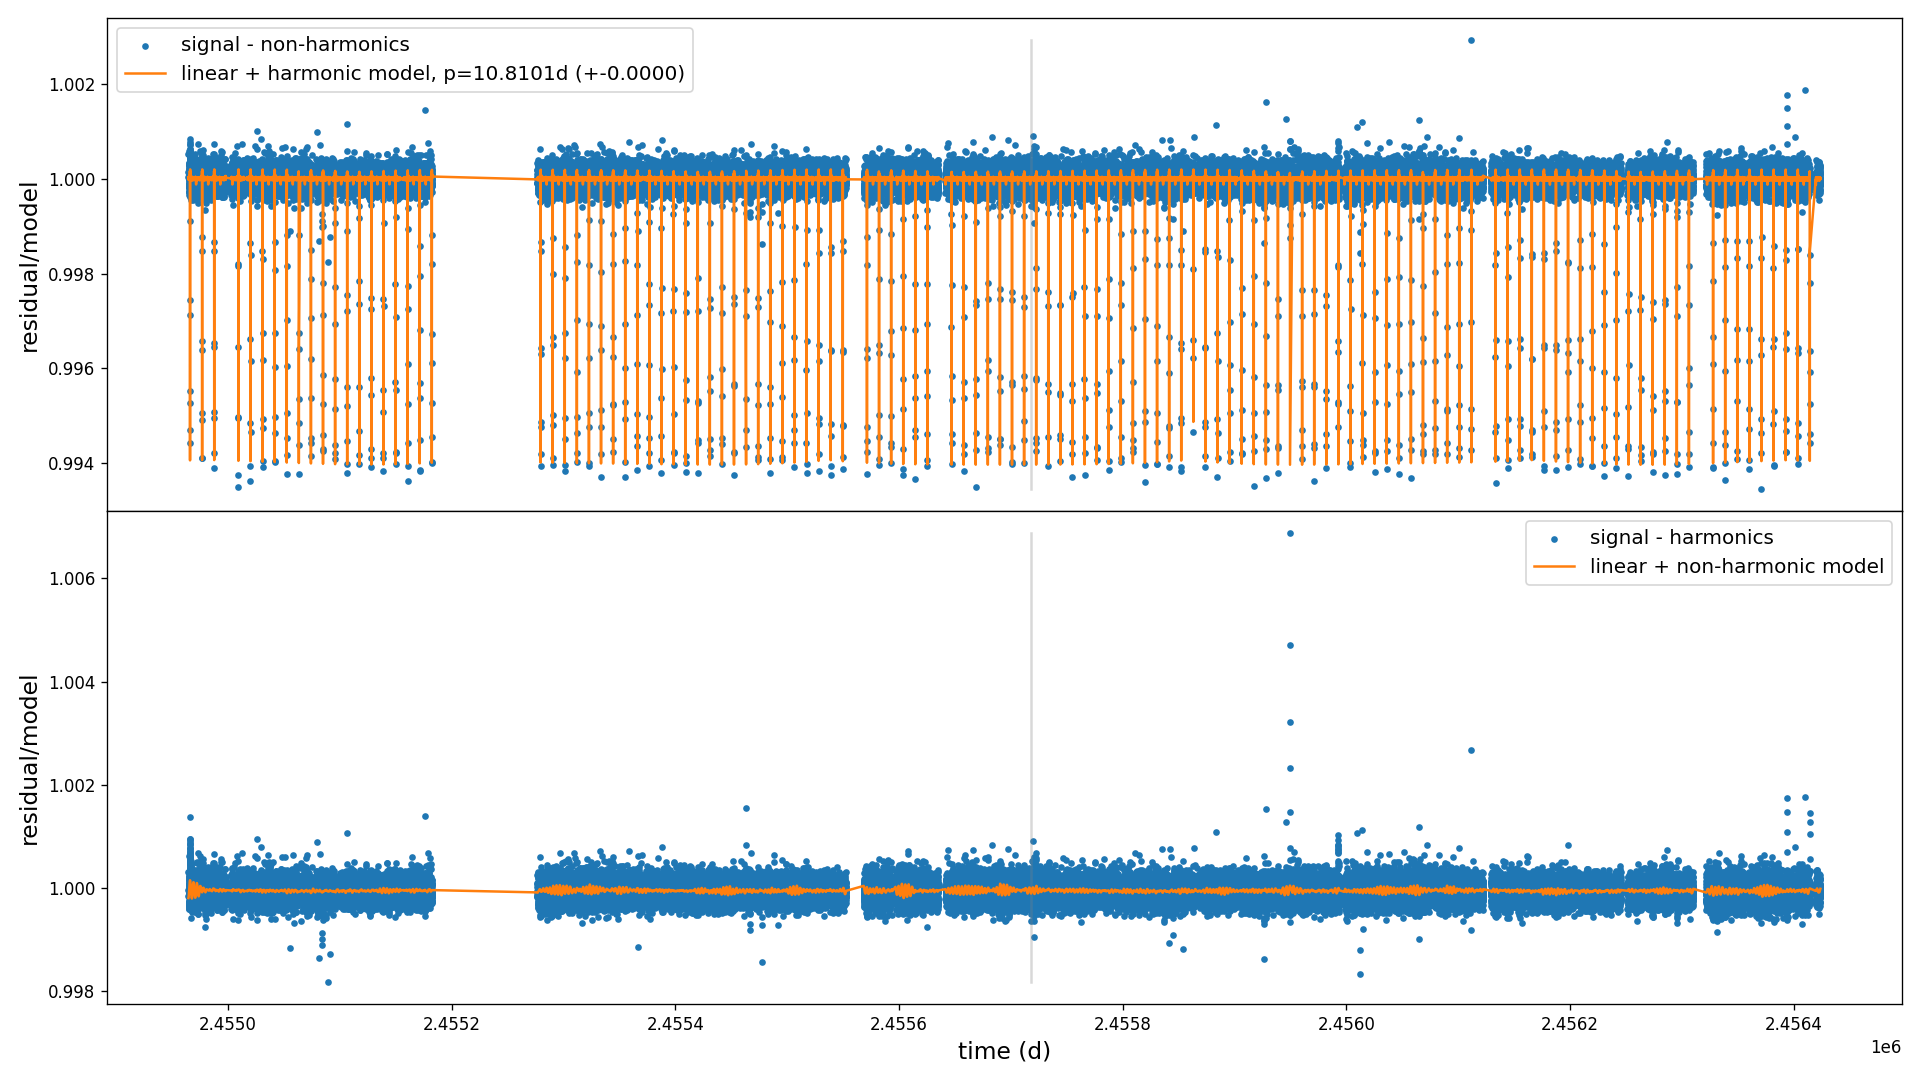 signal - non-harmonics
linear + harmonic model, p=10.8101d (+-0.0000)
1.002
1.000
0.998
0.996
0.994
residual/model
signal - harmonics
linear + non-harmonic model
1.006
1.004
1.002
1.000
0.998
residual/model
2.4550
2.4552
2.4554
2.4556
2.4558
2.4560
2.4562
2.4564
time (d)
1e6